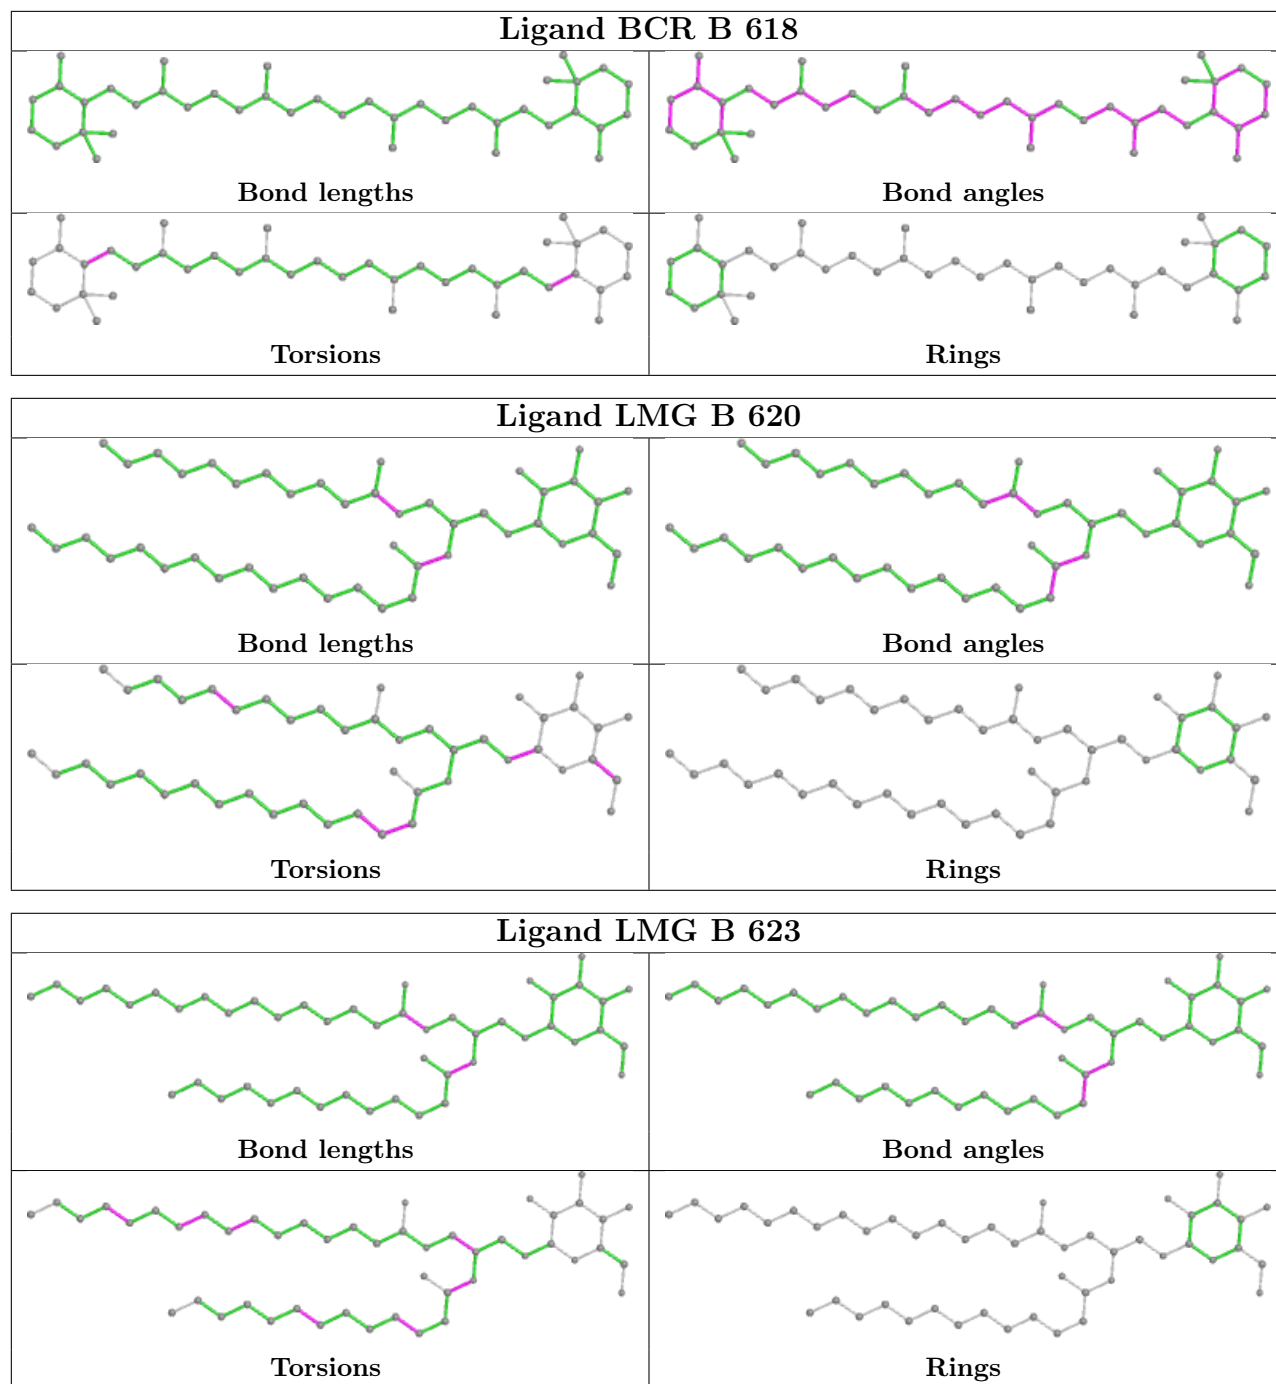 Ligand BCR B 618
Bond lengths
Bond angles
Torsions
Rings
Ligand LMG B 620
Bond lengths
Bond angles
Torsions
Rings
Ligand LMG B 623
Bond lengths
Bond angles
Torsions
Rings